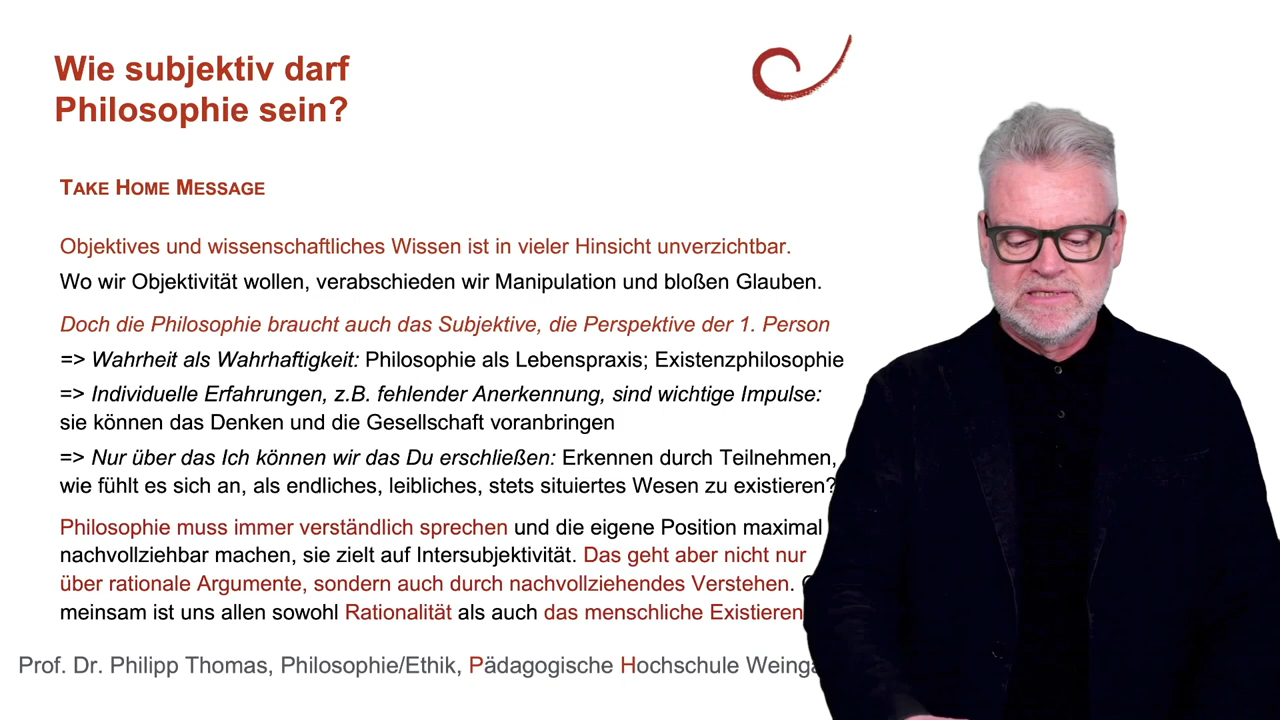 Wie subjektiv darf
Philosophie sein?
TAKE HOME MESSAGE
Objektives und wissenschaftliches Wissen ist in vieler Hinsicht unverzichtbar.
Wo wir Objektivität wollen, verabschieden wir Manipulation und bloßen Glauben.
Doch die Philosophie braucht auch das Subjektive, die Perspektive der 1. Person
=> Wahrheit als Wahrhaftigkeit: Philosophie als Lebenspraxis; Existenzphilosophie
=> Individuelle Erfahrungen, z.B. fehlender Anerkennung, sind wichtige Impulse:
sie können das Denken und die Gesellschaft voranbringen
=> Nur über das Ich können wir das Du erschließen: Erkennen durch Teilnehmen,
wie fühlt es sich an, als endliches, leibliches, stets situiertes Wesen zu existieren?
Philosophie muss immer verständlich sprechen und die eigene Position maximal
nachvollziehbar machen, sie zielt auf Intersubjektivität. Das geht aber nicht nur
über rationale Argumente, sondern auch durch nachvollziehendes Verstehen.
meinsam ist uns allen sowohl Rationalität als auch das menschliche Existieren
Prof. Dr. Philipp Thomas, Philosophie/Ethik, Pädagogische Hochschule